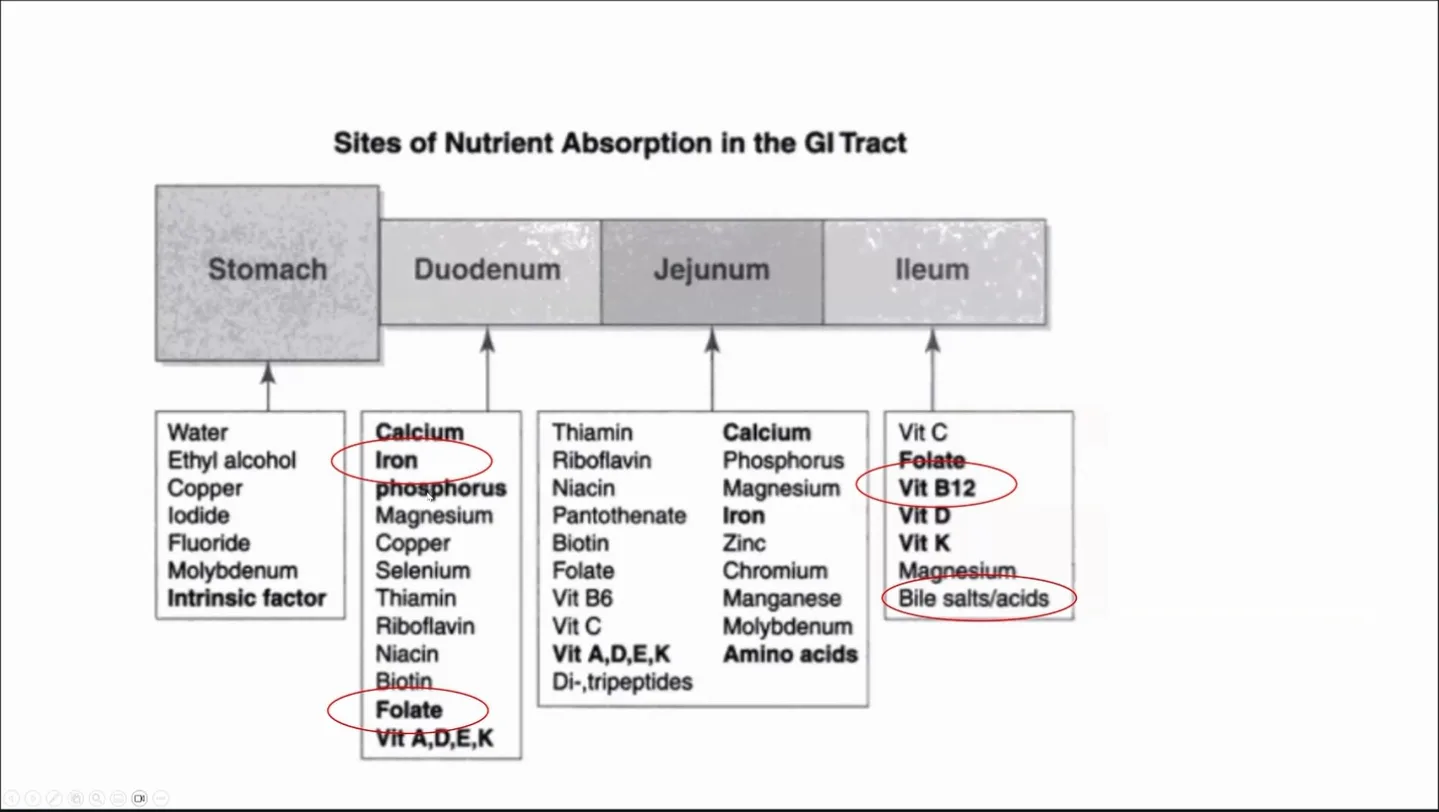 Sites of Nutrient Absorption in the GI Tract
Stomach
Duodenum
Jejunum
Ileum
Water
Ethyl alcohol
Copper
Iodide
Fluoride
Molybdenum
Intrinsic factor
Calcium
Iron
phosphorus
Magnesium
Copper
Selenium
Thiamin
Riboflavin
Niacin
Biotin
Folate
Vit A,D,E,K
Thiamin
Riboflavin
Niacin
Pantothenate
Biotin
Folate
Vit B6
Vit C
Vit A,D,E,K
Di-,tripeptides
Calcium
Phosphorus
Magnesium
Iron
Zinc
Chromium
Manganese
Molybdenum
Amino acids
Vit C
Folate
Vit B12
Vit D
Vit K
Magnesium
Bile salts/acids